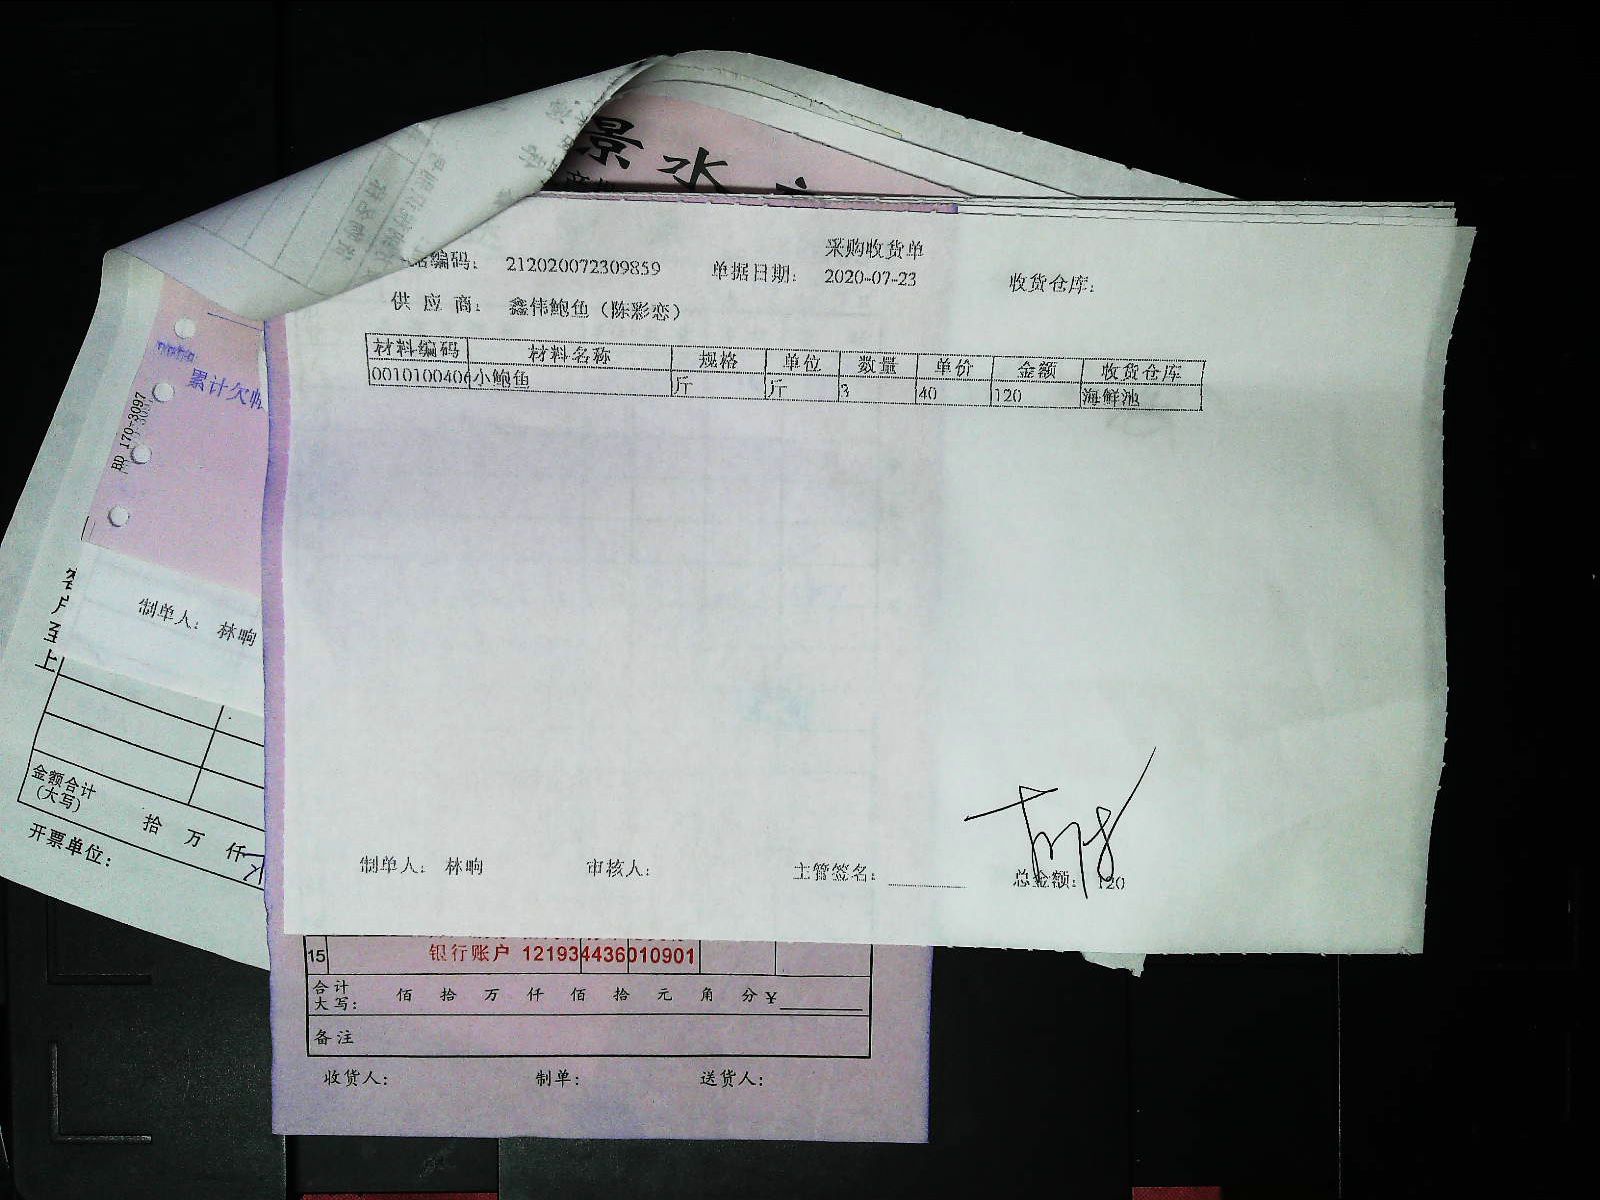 景水
采购收货单
编码： 212020072309859 单据日期： 2020-07-23 收货仓库：
供 应 商： 鑫伟鲍鱼（陈彩恋）
材料编码 材料名称 规格 单位 数量 单价 金额 收货仓库
0010100406 小鲍鱼 斤 斤 3 40 120 海鲜池
制单人： 林晌 审核人： 主管签名： 总金额： 120
累计欠
BD 170-3097
制单人： 林晌
客户至上
金额合计
(大写)
拾 万 仟
开票单位：
15 银行账户 121934436010901
合计
大写： 佰 拾 万 仟 佰 拾 元 角 分 ¥
备注
收货人： 制单： 送货人：